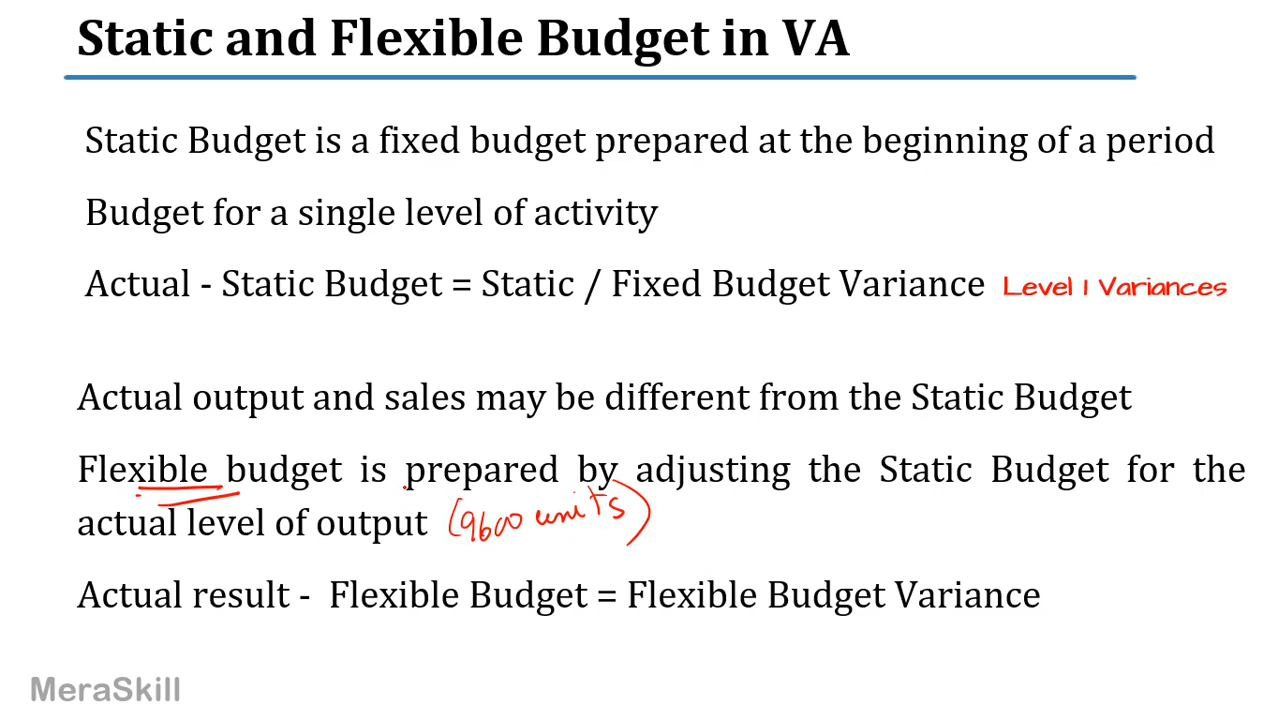 Static and Flexible Budget in VA
Static Budget is a fixed budget prepared at the beginning of a period
Budget for a single level of activity
Actual - Static Budget = Static / Fixed Budget Variance Level 1 Variances
Actual output and sales may be different from the Static Budget
Flexible budget is prepared by adjusting the Static Budget for the
actual level of output (9600 units)
Actual result - Flexible Budget = Flexible Budget Variance
MeraSkill